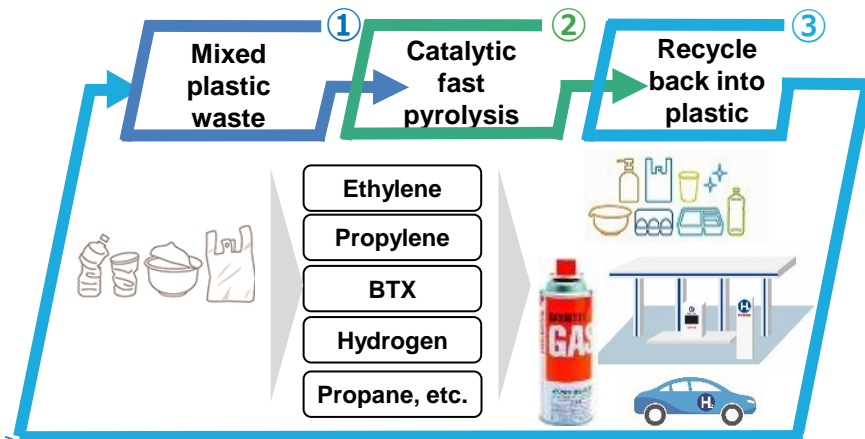 ①
Mixed
plastic
waste
②
Catalytic
fast
pyrolysis
③
Recycle
back into
plastic
Ethylene
Propylene
BTX
Hydrogen
Propane, etc.
GAS
H
H₂